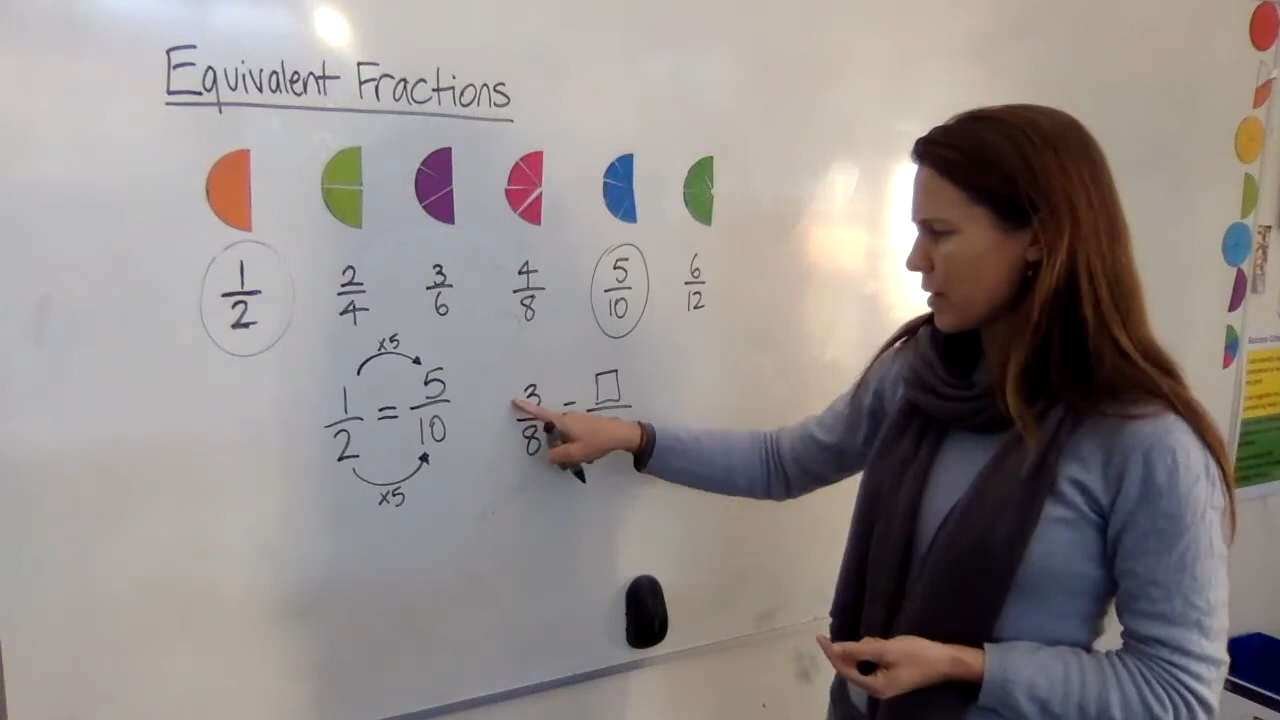 Equivalent Fractions
1/2 2/4 3/6 4/8 5/10 6/12
x5
1/2 = 5/10
x5
3/8 = □/